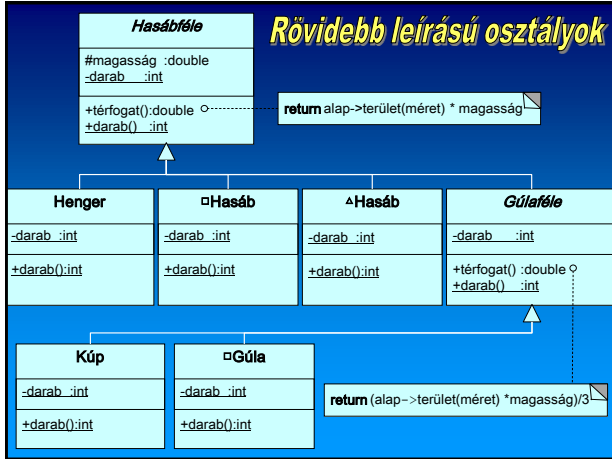 Rövidebb leírású osztályok
Hasábféle
#magasság :double
-darab :int
+térfogat():double
+darab() :int
return alap->terület(méret) * magasság
Henger
-darab :int
+darab():int
□Hasáb
-darab :int
+darab():int
△Hasáb
-darab :int
+darab():int
Gúlaféle
-darab :int
+térfogat() :double
+darab() :int
Kúp
-darab :int
+darab():int
□Gúla
-darab :int
+darab():int
return (alap->terület(méret) *magasság)/3